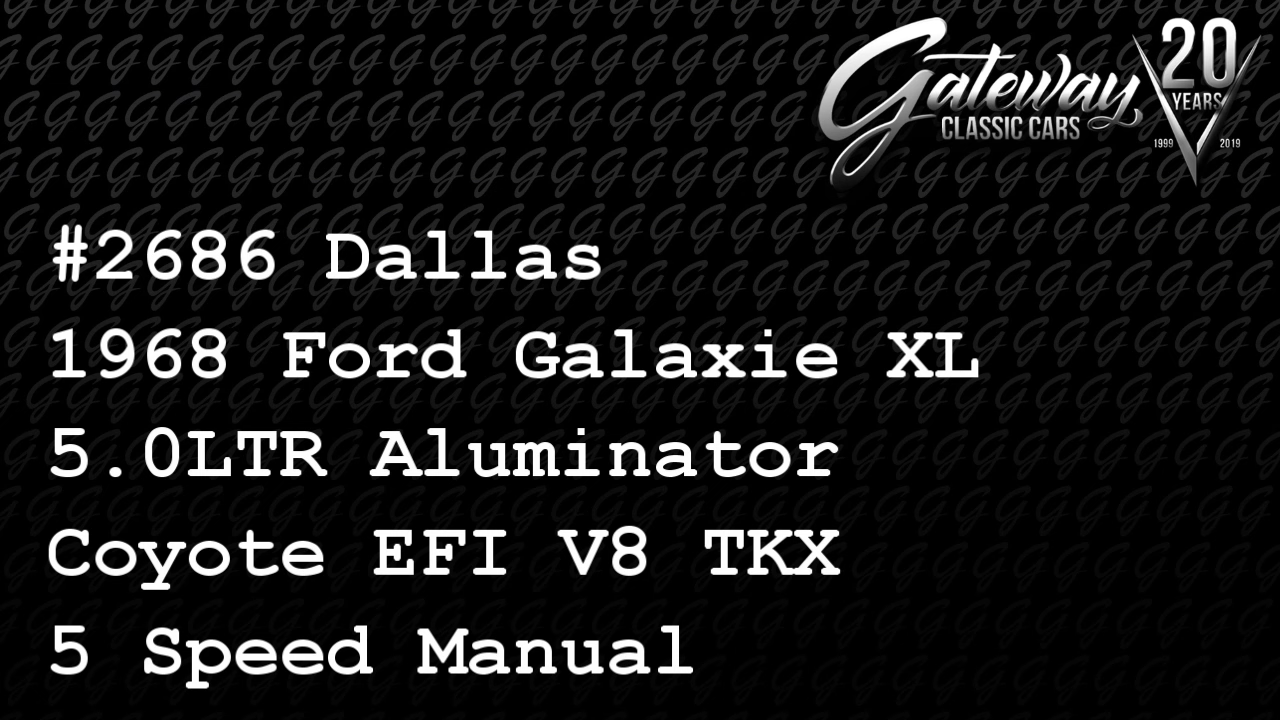 Gateway
CLASSIC CARS
20
YEARS
1999 2019
#2686 Dallas
1968 Ford Galaxie XL
5.0LTR Aluminator
Coyote EFI V8 TKX
5 Speed Manual